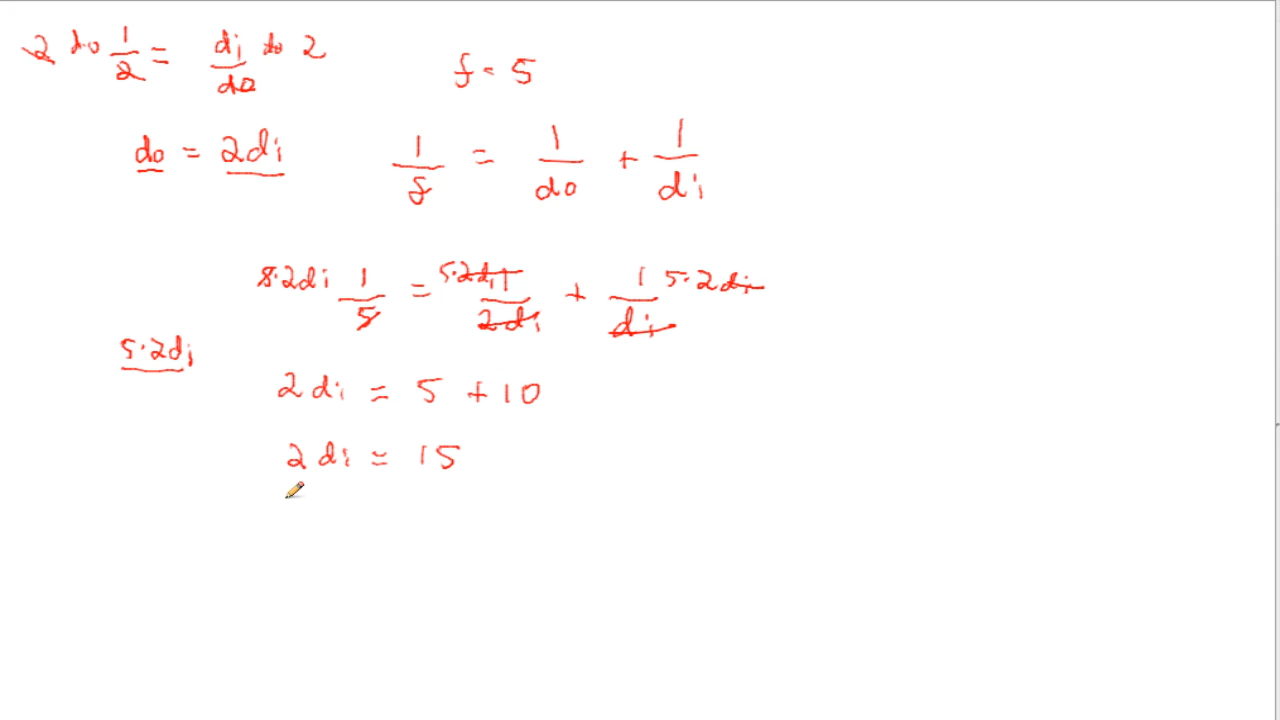 2 do 1/2 = di/do do 2
f = 5
do = 2di
1/f = 1/do + 1/di
5·2di 1/5 = 5·2di 1/2di + 1/di 5·2di
5·2di
2di = 5 + 10
2di = 15